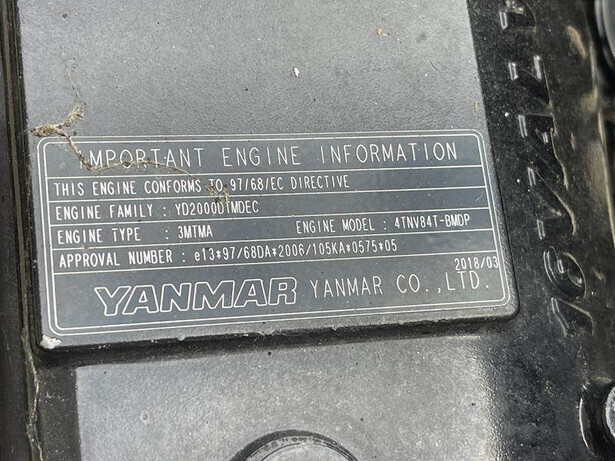 IMPORTANT ENGINE INFORMATION
THIS ENGINE CONFORMS TO 97/68/EC DIRECTIVE
ENGINE FAMILY : YD2000DTMDEC
ENGINE TYPE : 3MTMA ENGINE MODEL : 4TNV84T-BMDP
APPROVAL NUMBER : e13*97/68DA*2006/105KA*0575*05
2018/03
YANMAR YANMAR CO.,LTD.